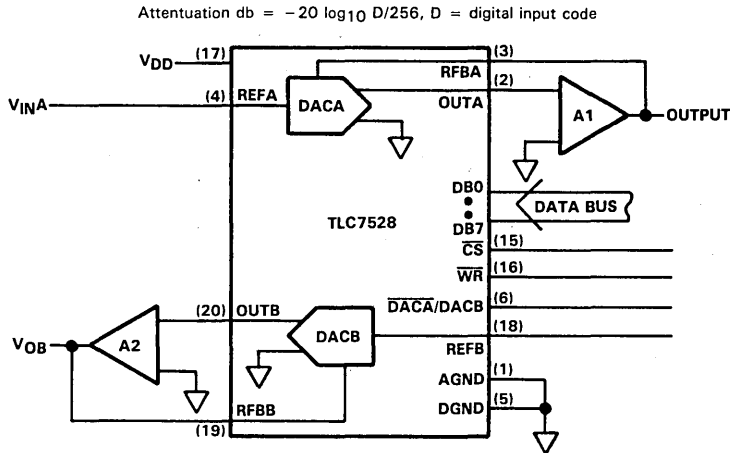 Attentuation db = −20 log10 D/256, D = digital input code
VDD (17)
(3)
RFBA
(2)
VINA (4) REFA
DACA
OUTA
A1
OUTPUT
DB0
DATA BUS
TLC7528
DB7
(15)
CS
(16)
WR
(6)
DACA/DACB
(20) OUTB
(18)
DACB
REFB
VOB
A2
(1)
AGND
(5)
DGND
RFBB
(19)